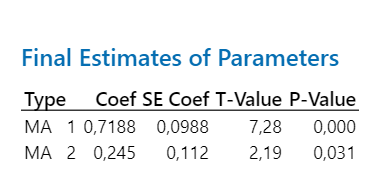 Final Estimates of Parameters
Type Coef SE Coef T-Value P-Value
MA 1 0,7188 0,0988 7,28 0,000
MA 2 0,245 0,112 2,19 0,031